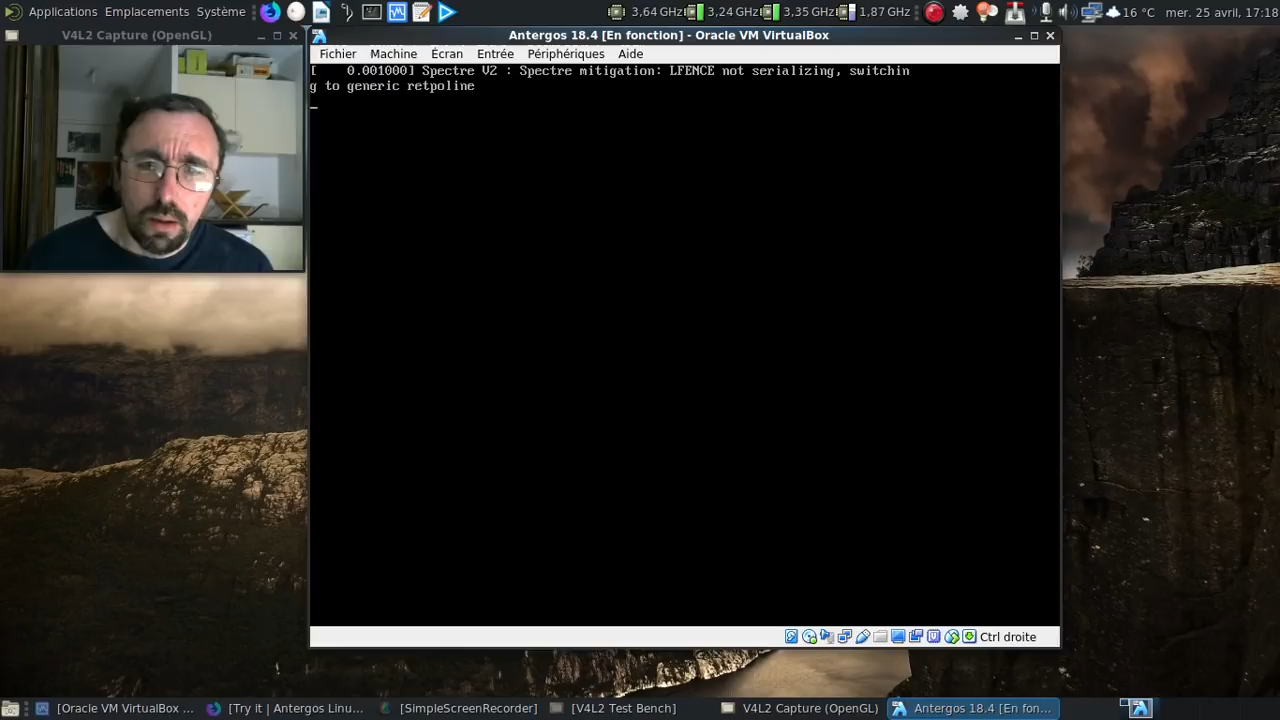 Applications Emplacements Système
3,64 GHz 3,24 GHz 3,35 GHz 1,87 GHz 16 °C mer. 25 avril, 17:18
V4L2 Capture (OpenGL)
Antergos 18.4 [En fonction] - Oracle VM VirtualBox
Fichier Machine Écran Entrée Périphériques Aide
[    0.001000] Spectre V2 : Spectre mitigation: LFENCE not serializing, switchin
g to generic retpoline
_
Ctrl droite
[Oracle VM VirtualBox ... [Try it | Antergos Linu... [SimpleScreenRecorder] [V4L2 Test Bench] V4L2 Capture (OpenGL) Antergos 18.4 [En fon...